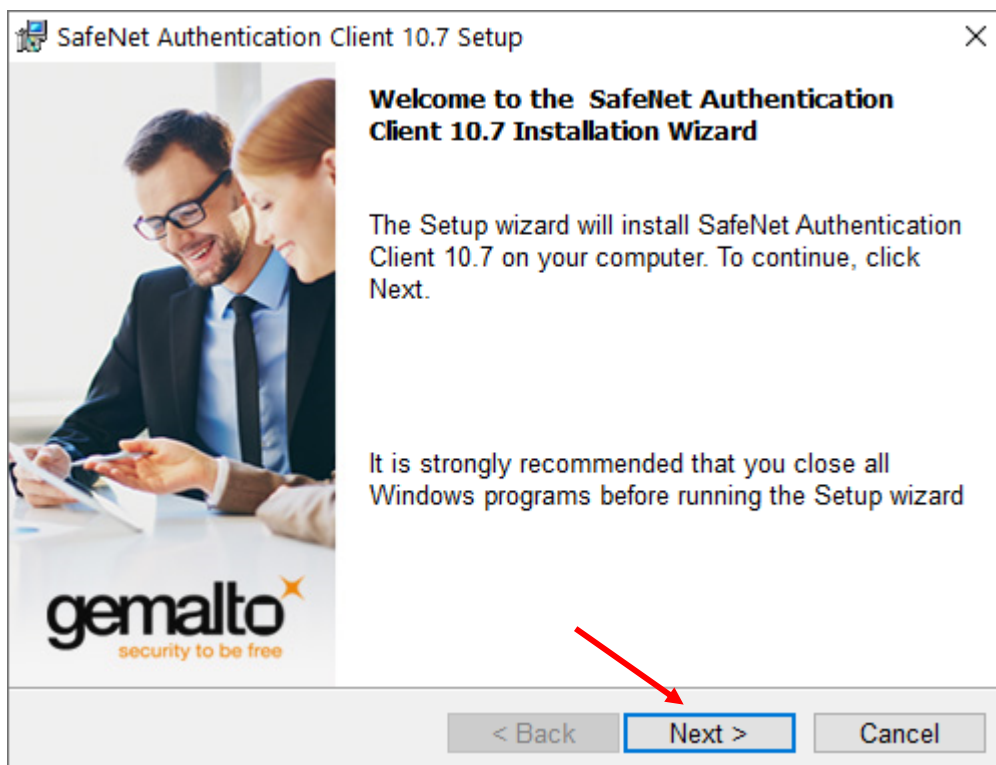 SafeNet Authentication Client 10.7 Setup
Welcome to the SafeNet Authentication
Client 10.7 Installation Wizard
The Setup wizard will install SafeNet Authentication
Client 10.7 on your computer. To continue, click
Next.
It is strongly recommended that you close all
Windows programs before running the Setup wizard
gemalto
security to be free
< Back
Next >
Cancel